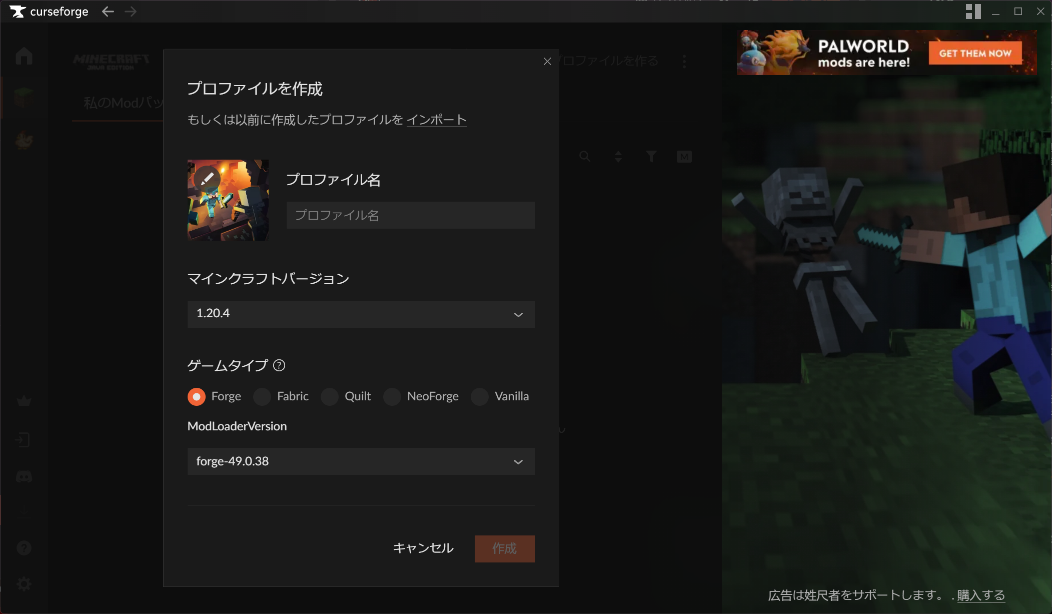 curseforge
MINECRAFT
JAVA EDITION
PALWORLD
mods are here!
GET THEM NOW
プロファイルを作る
私のModパッ
プロファイルを作成
もしくは以前に作成したプロファイルを インポート
プロファイル名
プロファイル名
マインクラフトバージョン
1.20.4
ゲームタイプ
Forge Fabric Quilt NeoForge Vanilla
ModLoaderVersion
forge-49.0.38
キャンセル 作成
広告は姓尺者をサポートします。 . 購入する